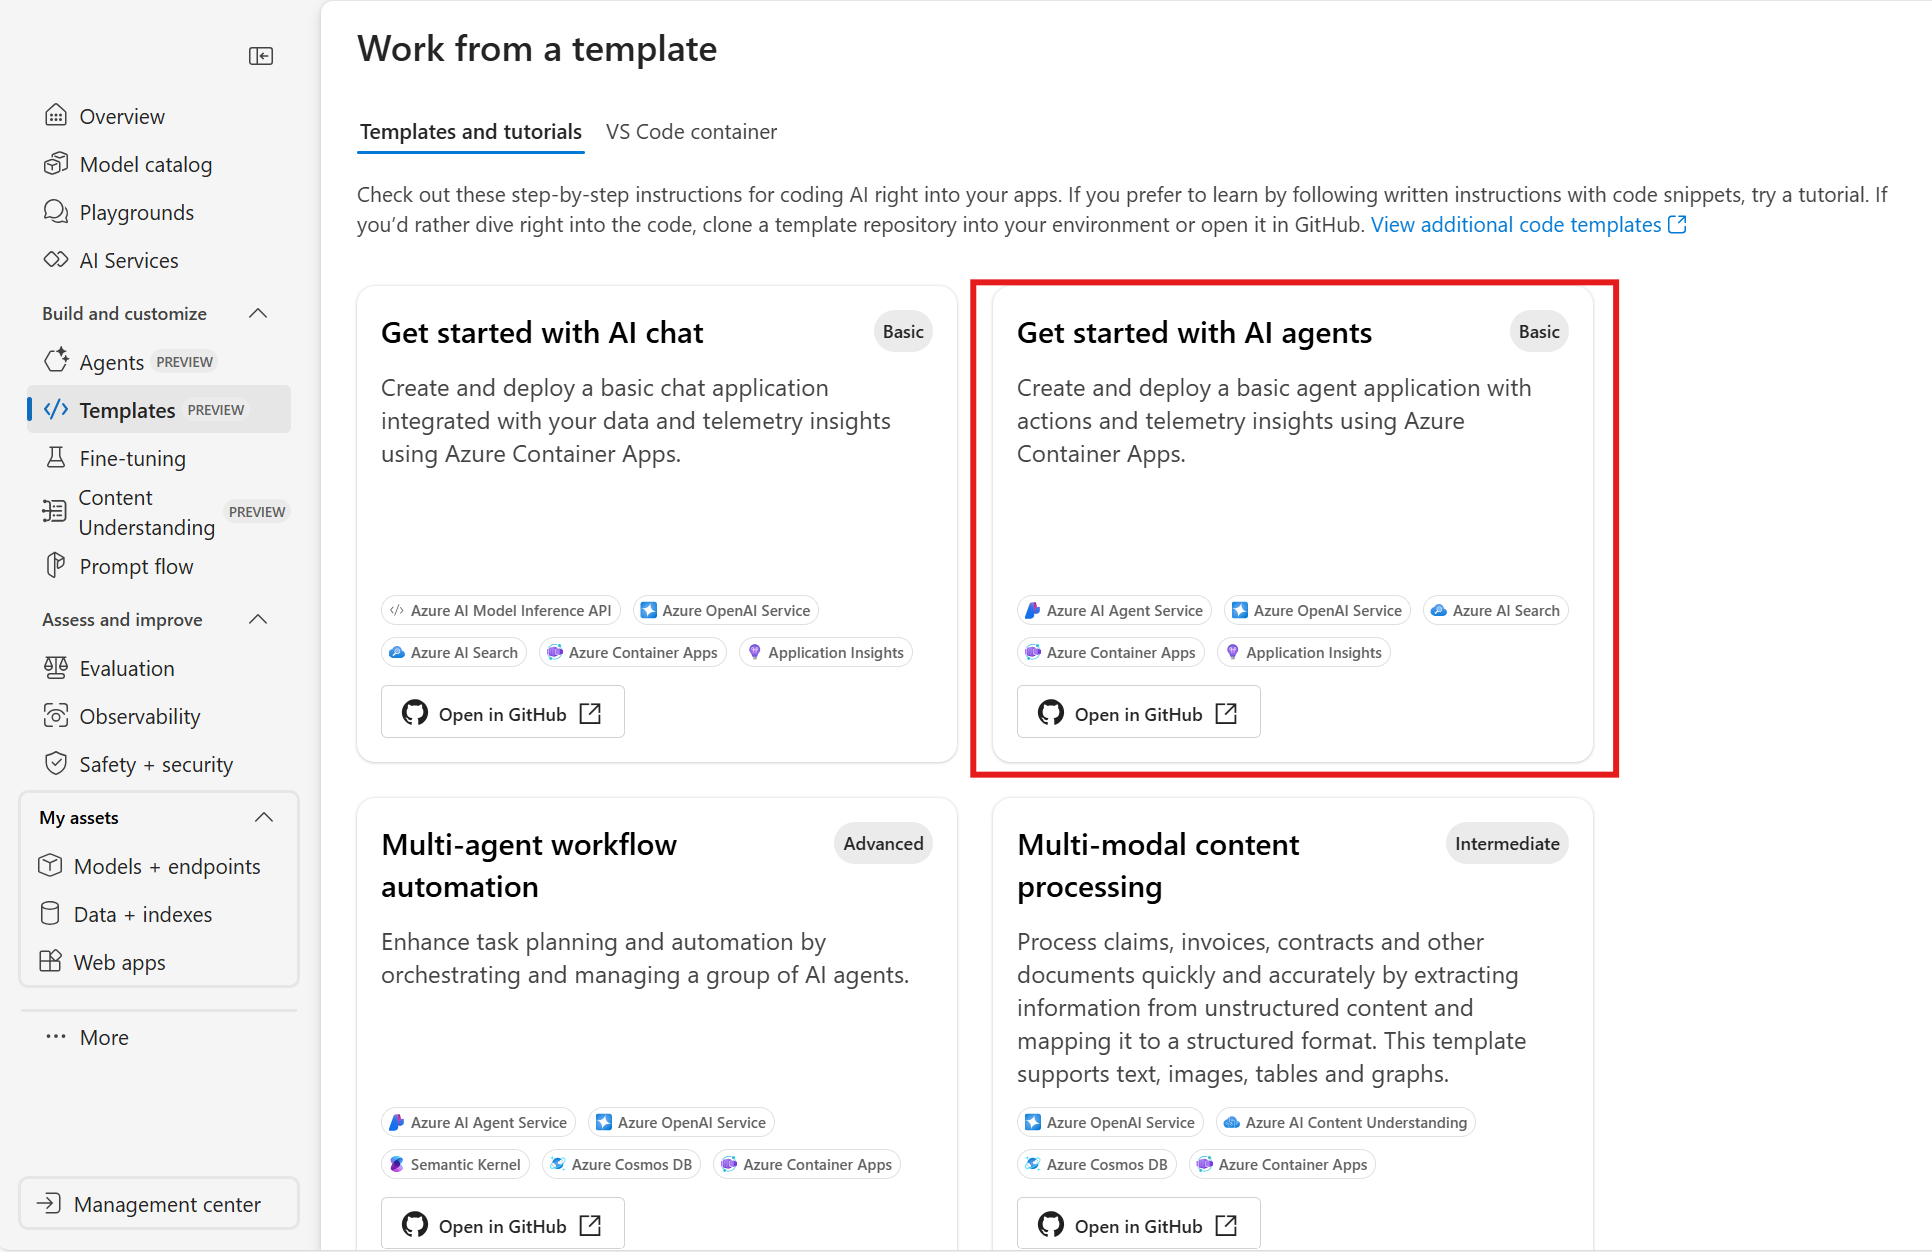 Overview
Model catalog
Playgrounds
AI Services
Build and customize
Agents PREVIEW
Templates PREVIEW
Fine-tuning
Content
Understanding PREVIEW
Prompt flow
Assess and improve
Evaluation
Observability
Safety + security
My assets
Models + endpoints
Data + indexes
Web apps
More
Management center
Work from a template
Templates and tutorials VS Code container
Check out these step-by-step instructions for coding AI right into your apps. If you prefer to learn by following written instructions with code snippets, try a tutorial. If
you’d rather dive right into the code, clone a template repository into your environment or open it in GitHub. View additional code templates
Get started with AI chat Basic
Create and deploy a basic chat application
integrated with your data and telemetry insights
using Azure Container Apps.
Azure AI Model Inference API Azure OpenAI Service
Azure AI Search Azure Container Apps Application Insights
Open in GitHub
Get started with AI agents Basic
Create and deploy a basic agent application with
actions and telemetry insights using Azure
Container Apps.
Azure AI Agent Service Azure OpenAI Service Azure AI Search
Azure Container Apps Application Insights
Open in GitHub
Multi-agent workflow Advanced
automation
Enhance task planning and automation by
orchestrating and managing a group of AI agents.
Azure AI Agent Service Azure OpenAI Service
Semantic Kernel Azure Cosmos DB Azure Container Apps
Open in GitHub
Multi-modal content Intermediate
processing
Process claims, invoices, contracts and other
documents quickly and accurately by extracting
information from unstructured content and
mapping it to a structured format. This template
supports text, images, tables and graphs.
Azure OpenAI Service Azure AI Content Understanding
Azure Cosmos DB Azure Container Apps
Open in GitHub